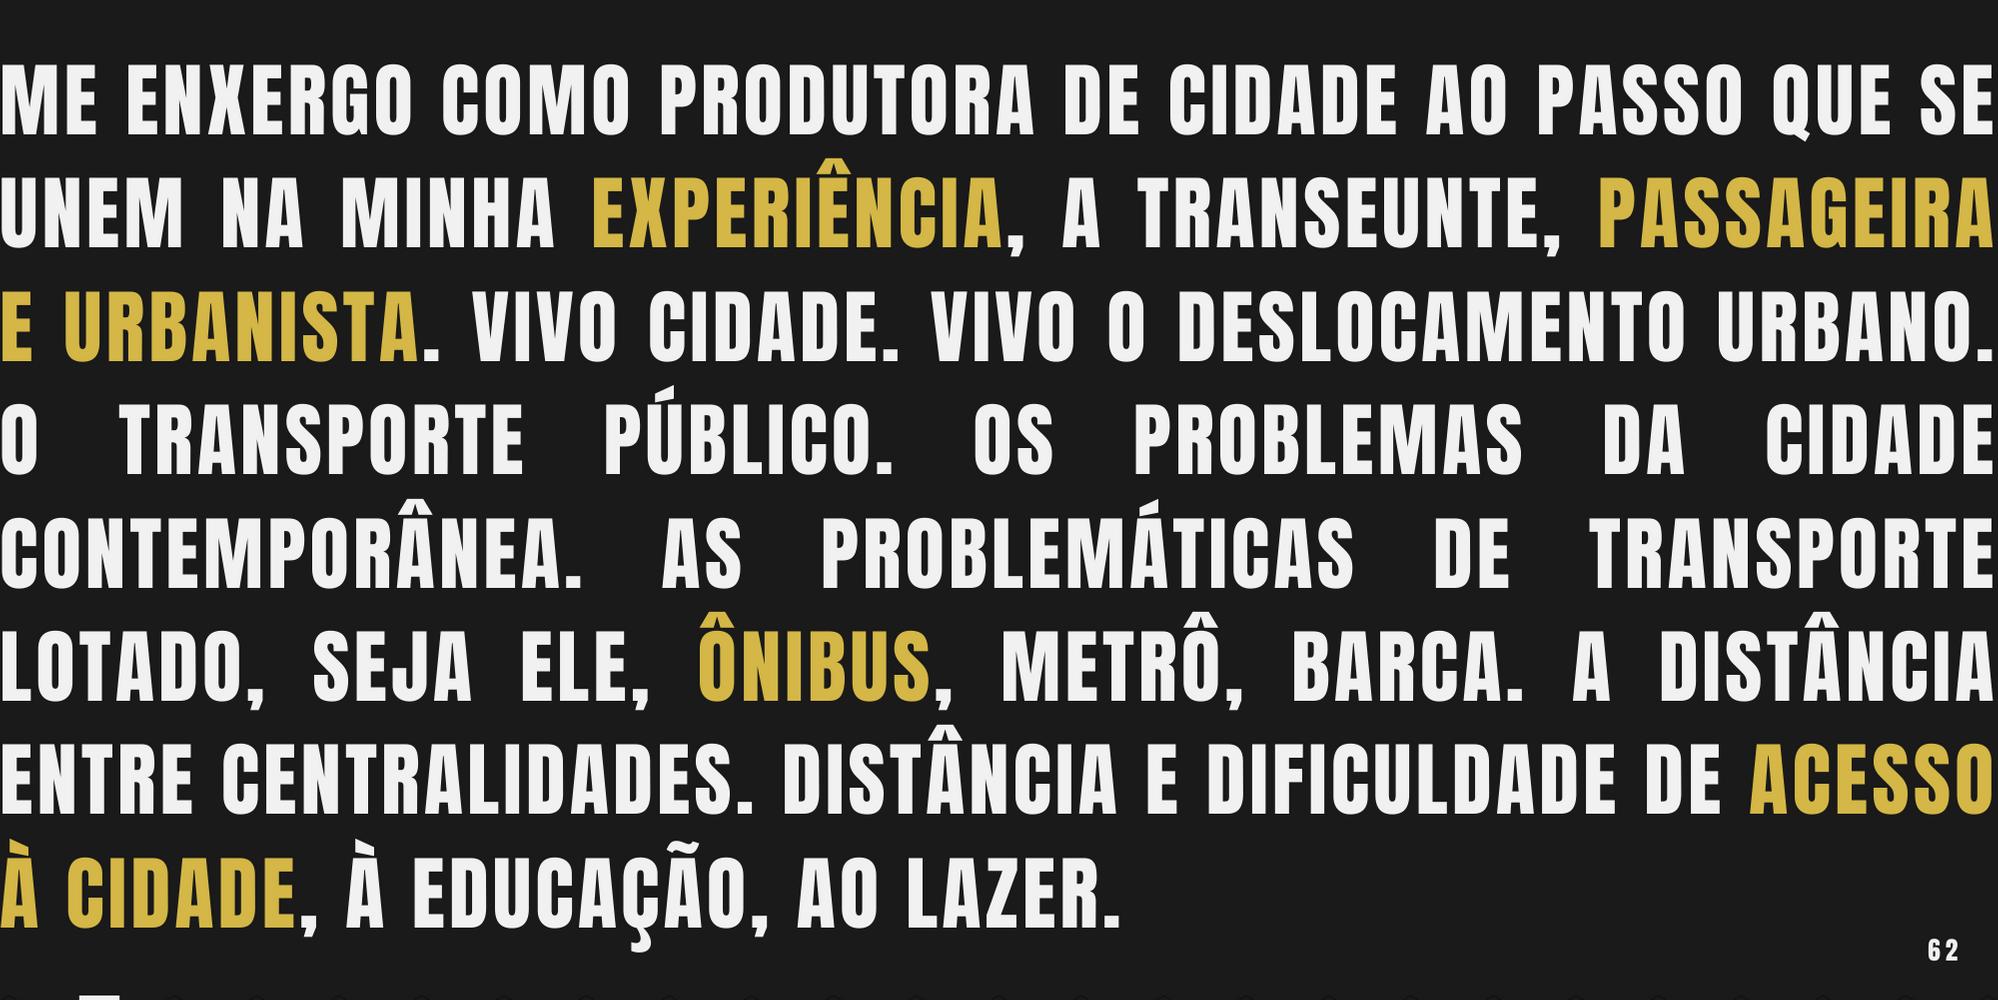 ME ENXERGO COMO PRODUTORA DE CIDADE AO PASSO QUE SE
UNEM NA MINHA EXPERIÊNCIA, A TRANSEUNTE, PASSAGEIRA
E URBANISTA. VIVO CIDADE. VIVO O DESLOCAMENTO URBANO.
O TRANSPORTE PÚBLICO. OS PROBLEMAS DA CIDADE
CONTEMPORÂNEA. AS PROBLEMÁTICAS DE TRANSPORTE
LOTADO, SEJA ELE, ÔNIBUS, METRÔ, BARCA. A DISTÂNCIA
ENTRE CENTRALIDADES. DISTÂNCIA E DIFICULDADE DE ACESSO
À CIDADE, À EDUCAÇÃO, AO LAZER.
62